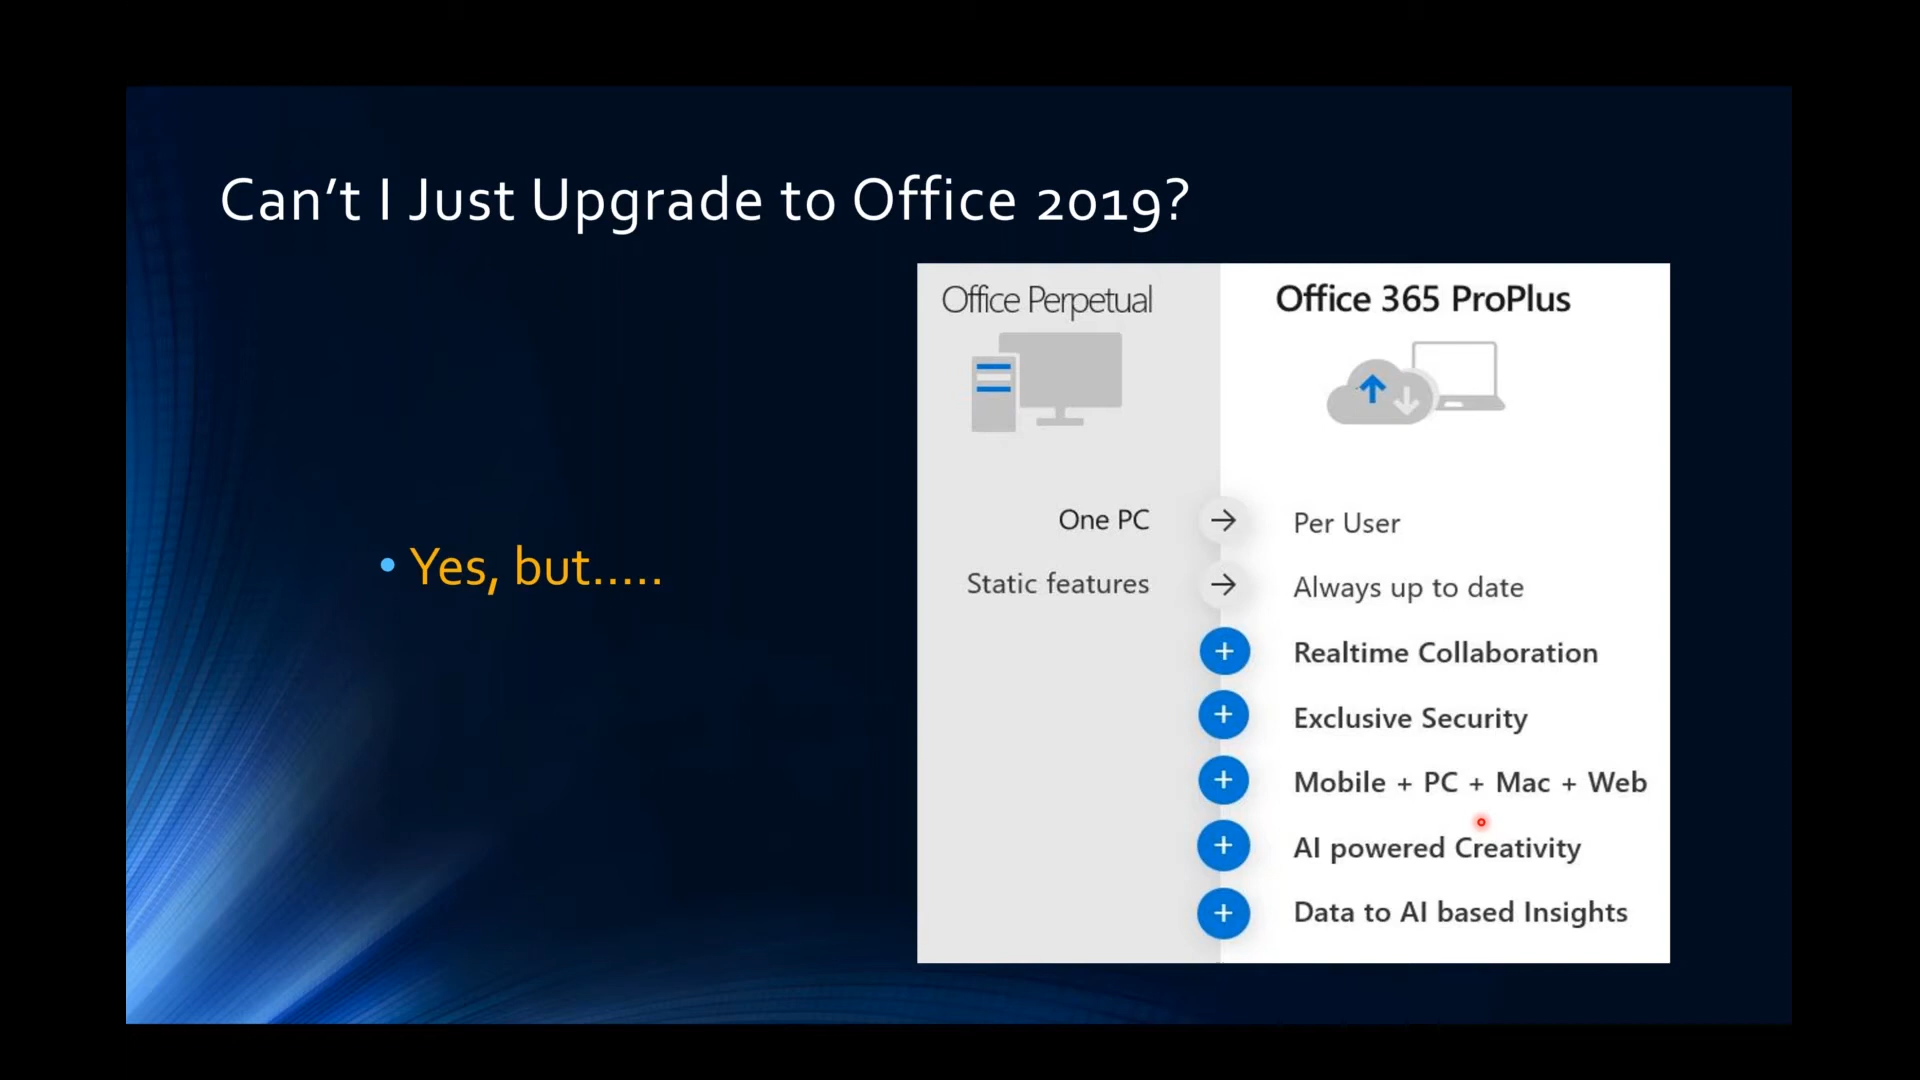 Can’t I Just Upgrade to Office 2019?
• Yes, but.....
Office Perpetual
Office 365 ProPlus
One PC → Per User
Static features → Always up to date
+ Realtime Collaboration
+ Exclusive Security
+ Mobile + PC + Mac + Web
+ AI powered Creativity
+ Data to AI based Insights